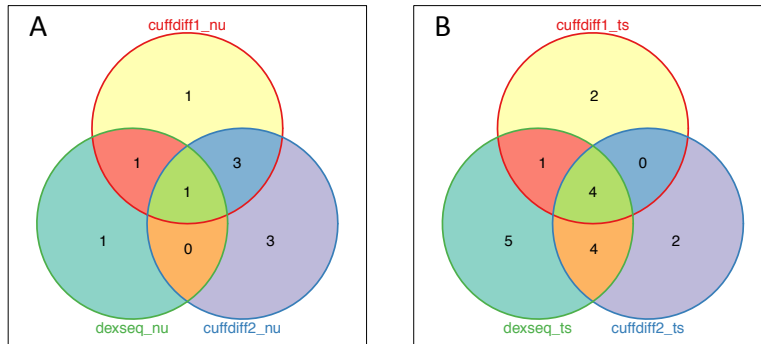 A
cuffdiff1_nu
1
1
3
1
1
0
3
dexseq_nu
cuffdiff2_nu
B
cuffdiff1_ts
2
1
0
4
5
4
2
dexseq_ts
cuffdiff2_ts